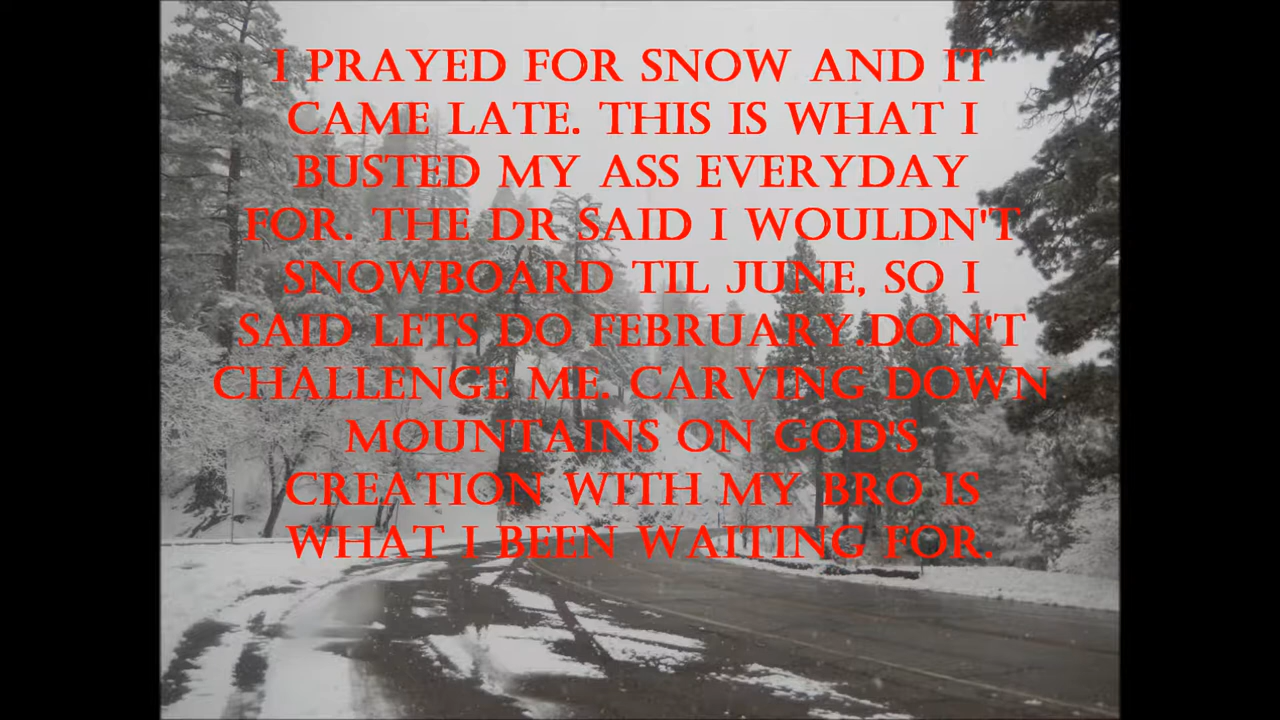 I PRAYED FOR SNOW AND IT
CAME LATE. THIS IS WHAT I
BUSTED MY ASS EVERYDAY
FOR. THE DR SAID I WOULDN'T
SNOWBOARD TIL JUNE, SO I
SAID LETS DO FEBRUARY.DON'T
CHALLENGE ME. CARVING DOWN
MOUNTAINS ON GOD'S
CREATION WITH MY BRO IS
WHAT I BEEN WAITING FOR.